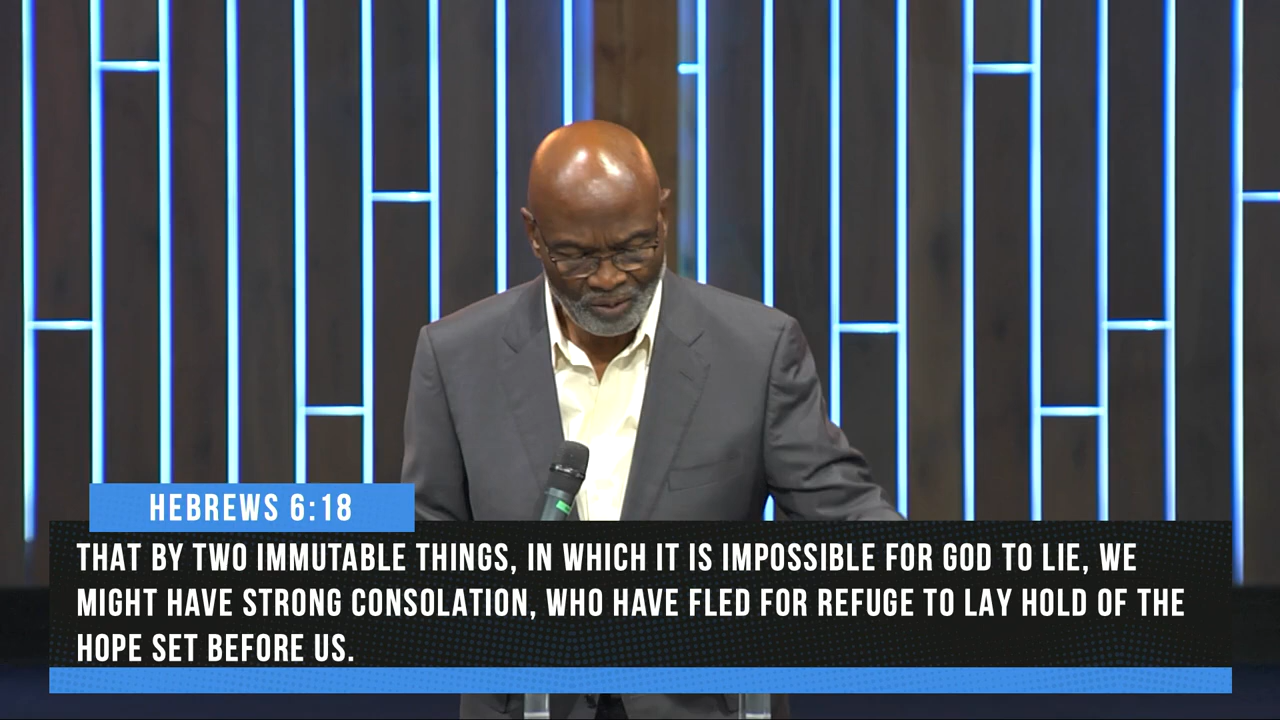 HEBREWS 6:18
THAT BY TWO IMMUTABLE THINGS, IN WHICH IT IS IMPOSSIBLE FOR GOD TO LIE, WE
MIGHT HAVE STRONG CONSOLATION, WHO HAVE FLED FOR REFUGE TO LAY HOLD OF THE
HOPE SET BEFORE US.